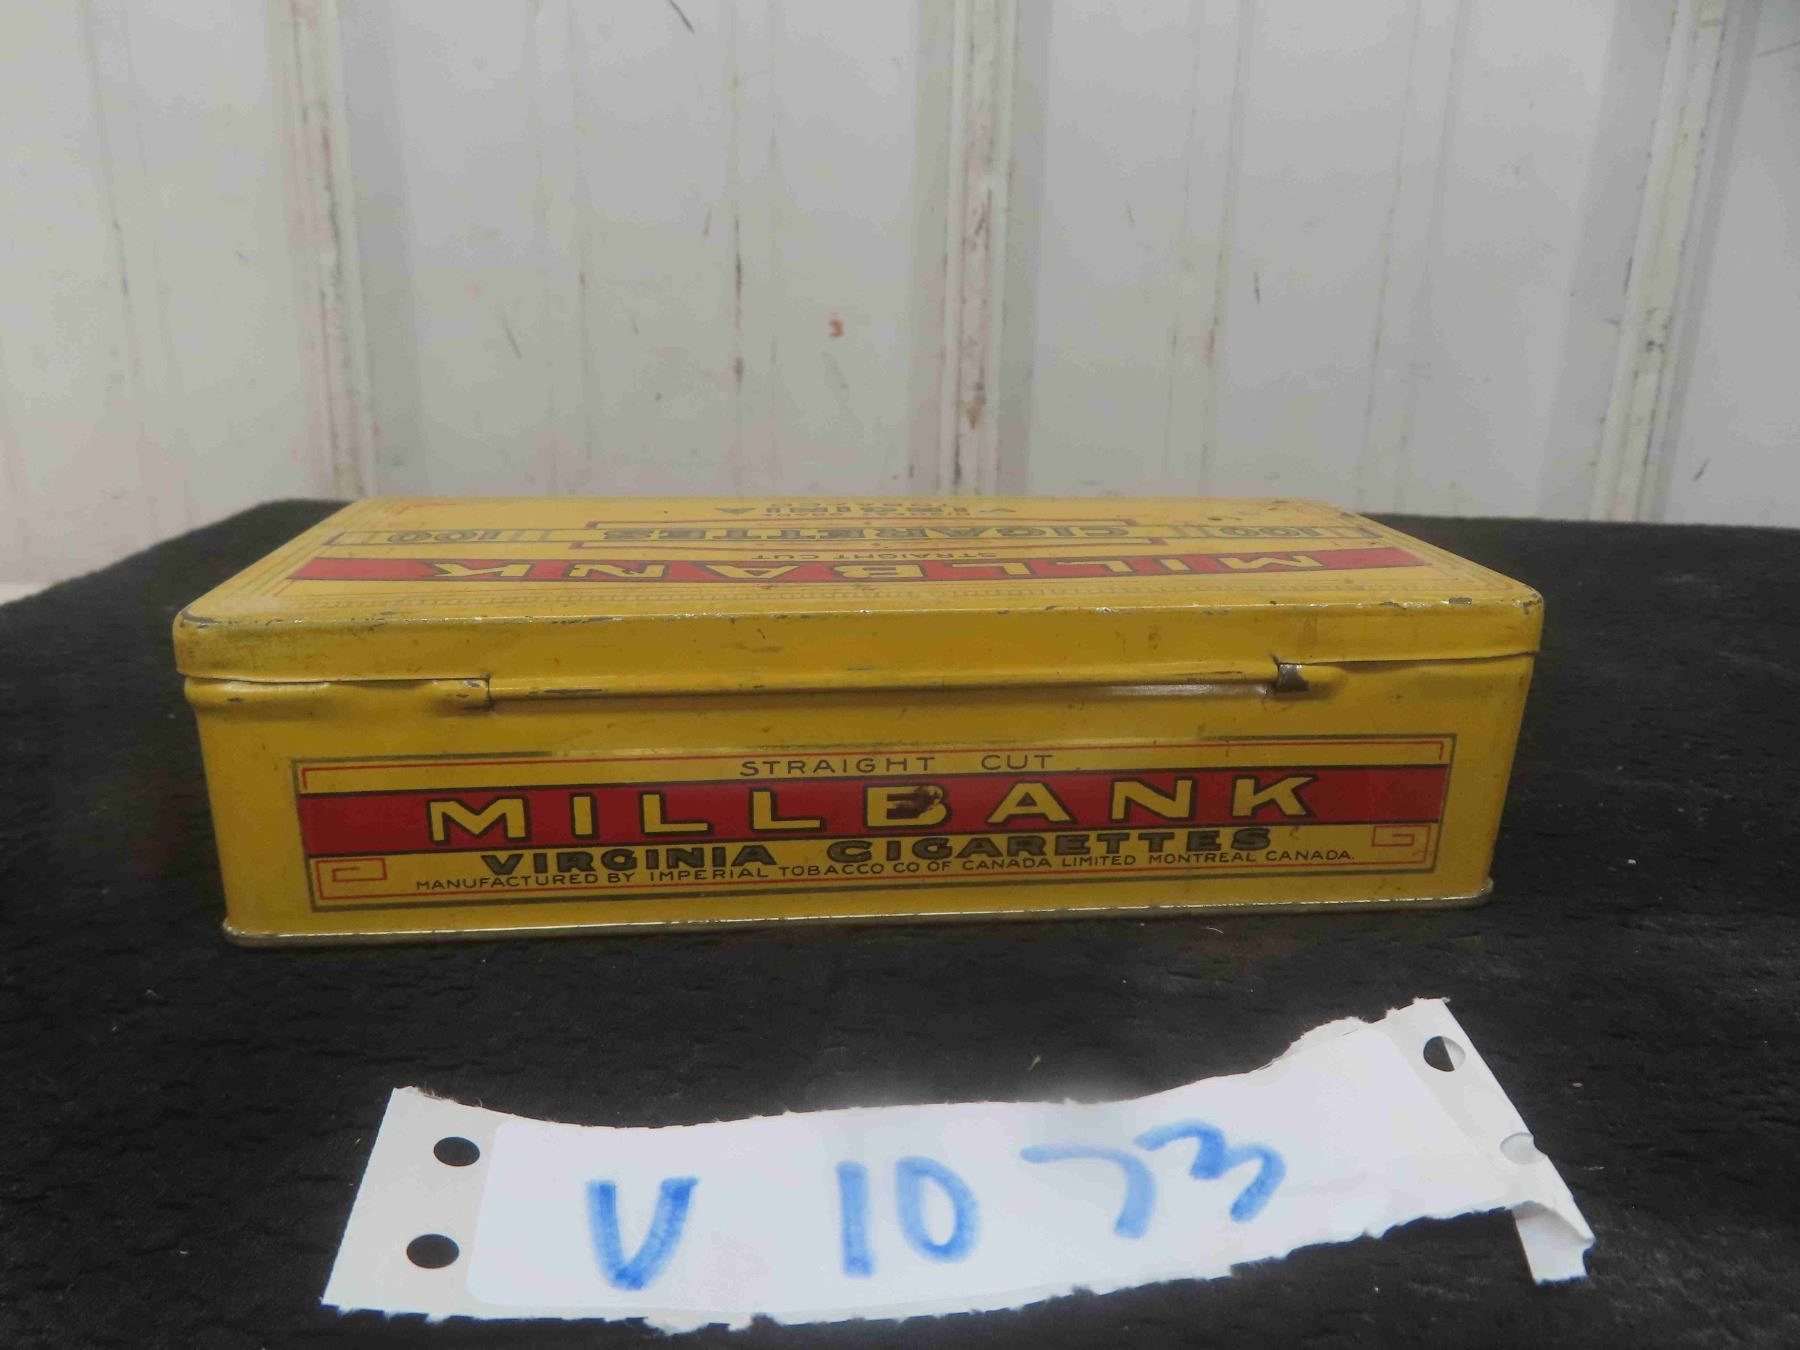 VIRGINIA
100 CIGARETTES 100
STRAIGHT CUT
MILLBANK
STRAIGHT CUT
MILLBANK
VIRGINIA CIGARETTES
MANUFACTURED BY IMPERIAL TOBACCO CO OF CANADA LIMITED MONTREAL CANADA.
V 1073